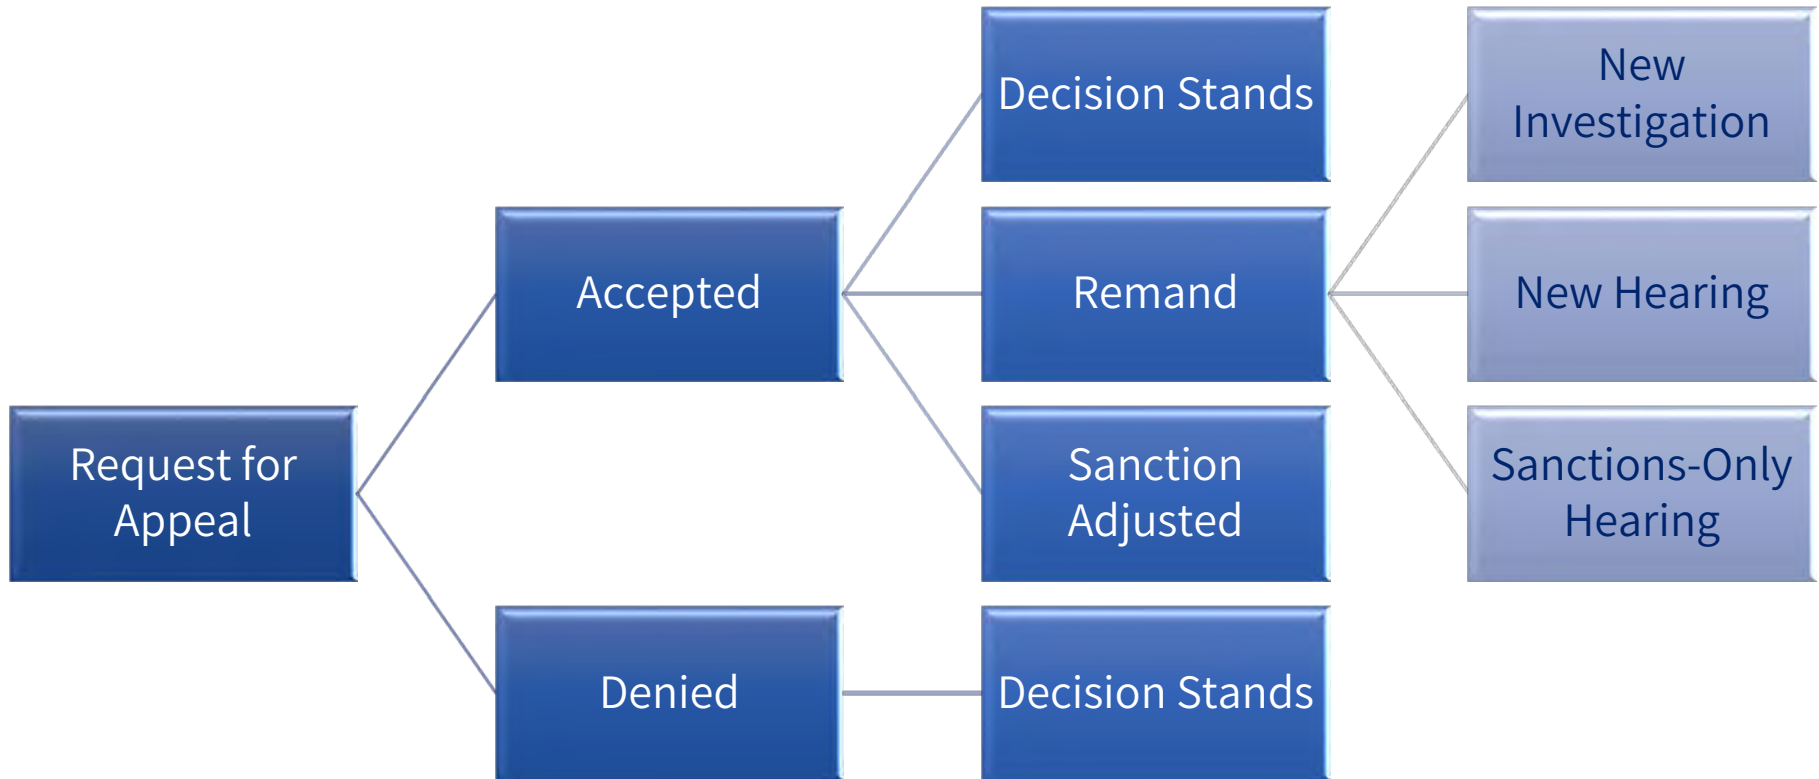 Request for
Appeal
Accepted
Denied
Decision Stands
Remand
Sanction
Adjusted
Decision Stands
New
Investigation
New Hearing
Sanctions-Only
Hearing